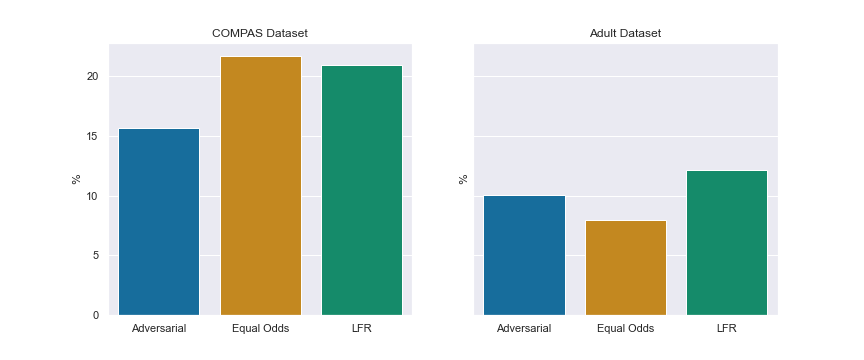 COMPAS Dataset
%
20
15
10
5
0
Adversarial Equal Odds LFR
Adult Dataset
%
Adversarial Equal Odds LFR